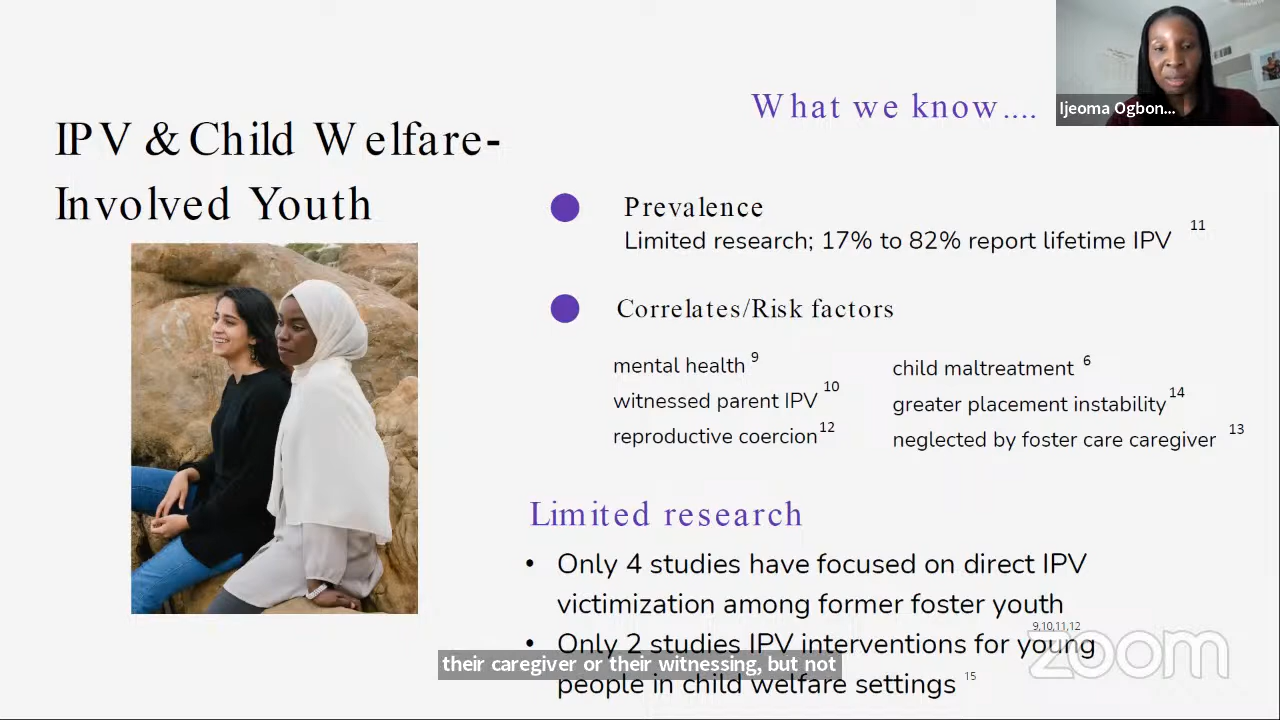 What we know....
Ijeoma Ogbon...
IPV & Child Welfare-
Involved Youth
Prevalence
Limited research; 17% to 82% report lifetime IPV 11
Correlates/Risk factors
mental health 9
witnessed parent IPV 10
reproductive coercion 12
child maltreatment 6
greater placement instability 14
neglected by foster care caregiver 13
Limited research
• Only 4 studies have focused on direct IPV
victimization among former foster youth
9,10,11,12
• Only 2 studies IPV interventions for young
people in child welfare settings 15
their caregiver or their witnessing, but not
zoom